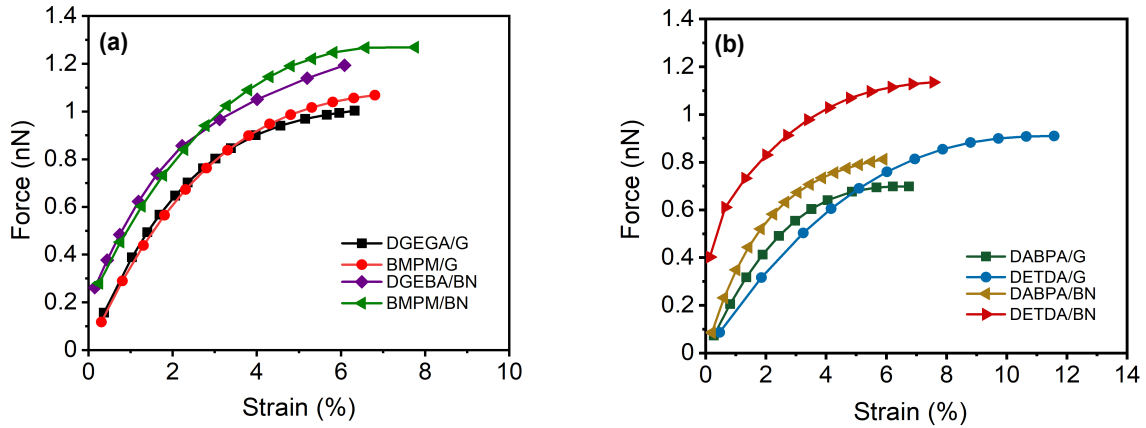 (a)
1.4
1.2
1
0.8
0.6
0.4
0.2
0
0 2 4 6 8 10
Force (nN)
Strain (%)
DGEGA/G
BMPM/G
DGEBA/BN
BMPM/BN
(b)
1.4
1.2
1.0
0.8
0.6
0.4
0.2
0
0 2 4 6 8 10 12 14
Force (nN)
Strain (%)
DABPA/G
DETDA/G
DABPA/BN
DETDA/BN